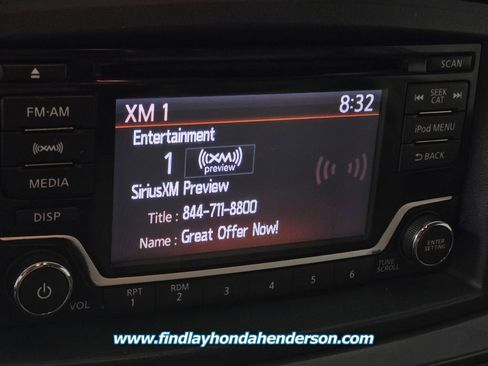 SCAN
FM·AM
SEEK
CAT
(((XM)))
iPod MENU
MEDIA
BACK
DISP
XM 1 8:32
Entertainment
1 (((XM))) preview
SiriusXM Preview
Title : 844-711-8800
Name : Great Offer Now!
ENTER
SETTING
TUNE
SCROLL
VOL
RPT
1
RDM
2
3
4
5
6
www.findlayhondahenderson.com